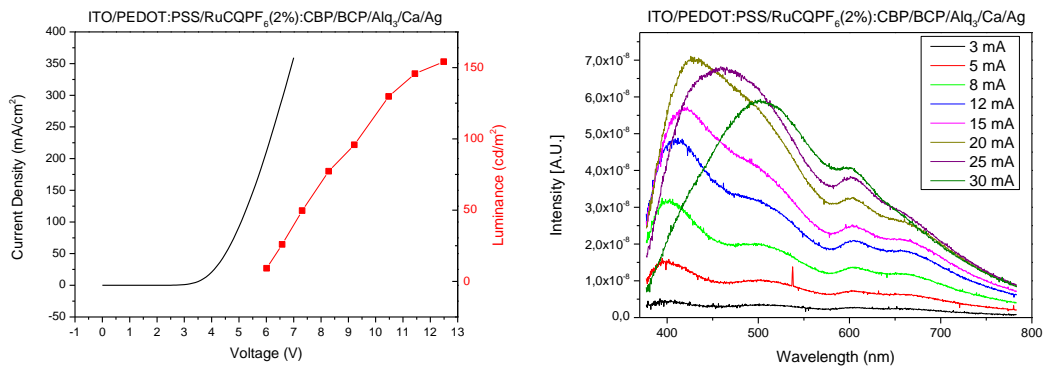 ITO/PEDOT:PSS/RuCQPF6(2%):CBP/BCP/Alq3/Ca/Ag
400
350
300
250
200
150
100
50
0
-50
Current Density (mA/cm²)
150
100
50
0
Luminance (cd/m²)
-1 0 1 2 3 4 5 6 7 8 9 10 11 12 13
Voltage (V)
ITO/PEDOT:PSS/RuCQPF6(2%):CBP/BCP/Alq3/Ca/Ag
7,0x10-8
6,0x10-8
5,0x10-8
4,0x10-8
3,0x10-8
2,0x10-8
1,0x10-8
0,0
Intensity [A.U.]
3 mA
5 mA
8 mA
12 mA
15 mA
20 mA
25 mA
30 mA
400 500 600 700 800
Wavelength (nm)